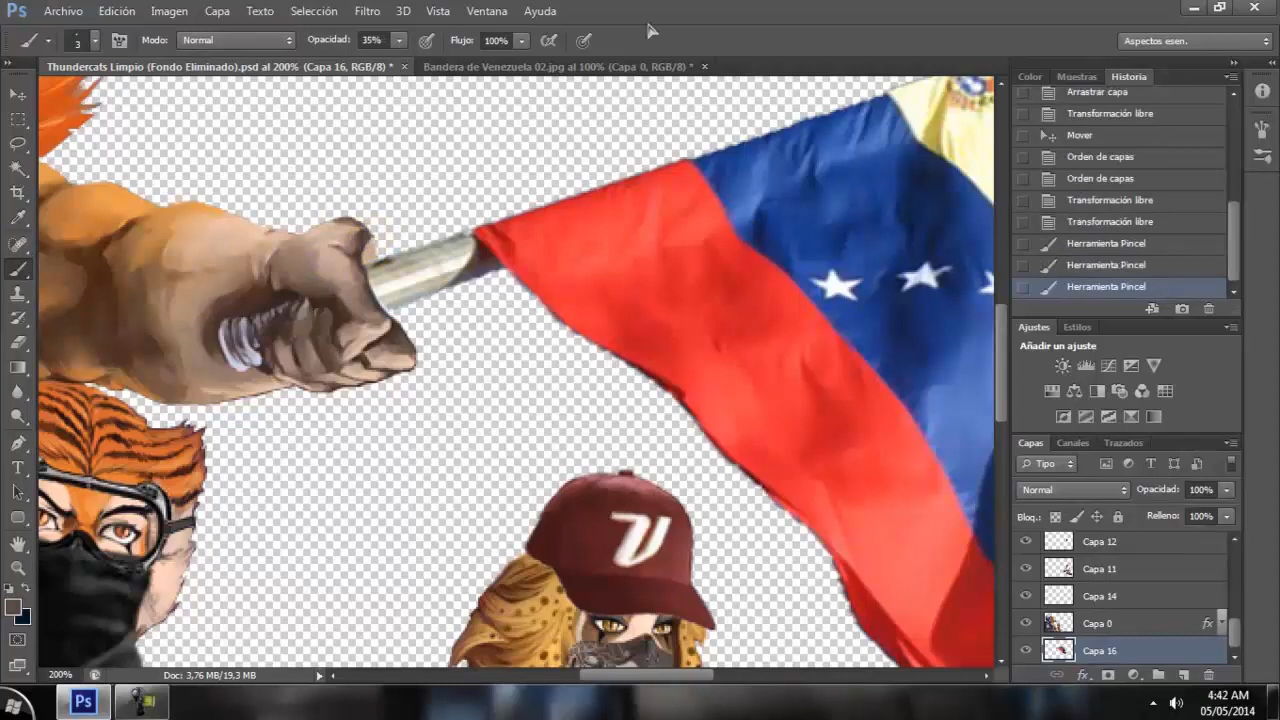 Ps Archivo Edición Imagen Capa Texto Selección Filtro 3D Vista Ventana Ayuda
3 Modo: Normal Opacidad: 35% Flujo: 100% Aspectos esen.
Thundercats Limpio (Fondo Eliminado).psd al 200% (Capa 16, RGB/8) * × Bandera de Venezuela 02.jpg al 100% (Capa 0, RGB/8) * ×
Color Muestras Historia
Arrastrar capa
Transformación libre
Mover
Orden de capas
Orden de capas
Transformación libre
Transformación libre
Herramienta Pincel
Herramienta Pincel
Herramienta Pincel
Ajustes Estilos
Añadir un ajuste
Capas Canales Trazados
Tipo
Normal Opacidad: 100%
Bloq.: Relleno: 100%
Capa 12
Capa 11
Capa 14
Capa 0 fx
Capa 16
fx
V
T
200% Doc: 3,76 MB/19,3 MB
Ps
4:42 AM
05/05/2014